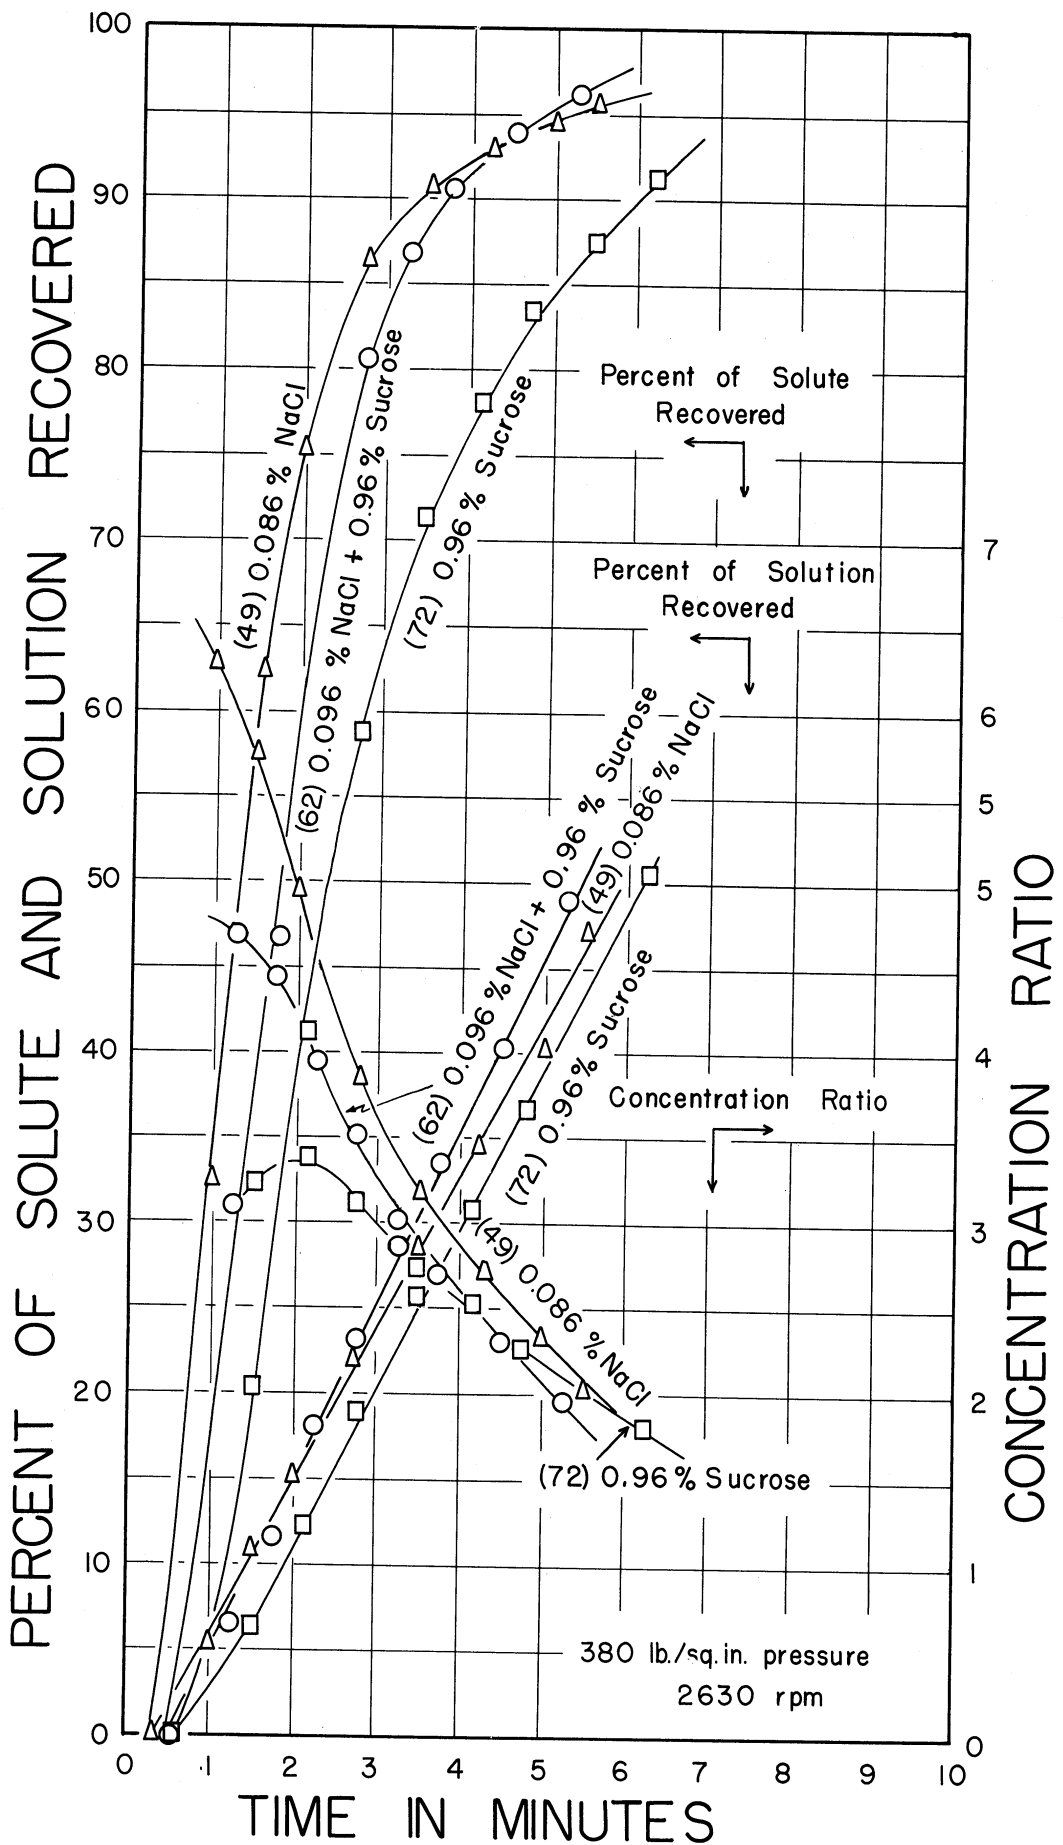 PERCENT OF SOLUTE AND SOLUTION RECOVERED
100
90
80
70
60
50
40
30
20
10
0
(49) 0.086 % NaCl
(62) 0.096 % NaCl + 0.96 % Sucrose
(72) 0.96 % Sucrose
Percent of Solute
Recovered
Percent of Solution
Recovered
(62) 0.096 % NaCl + 0.96 % Sucrose
(49) 0.086 % NaCl
(72) 0.96% Sucrose
Concentration Ratio
(49) 0.086 % NaCl
(72) 0.96% Sucrose
380 lb./sq.in. pressure
2630 rpm
7
6
5
5
4
3
2
1
0
CONCENTRATION RATIO
0 1 2 3 4 5 6 7 8 9 10
TIME IN MINUTES